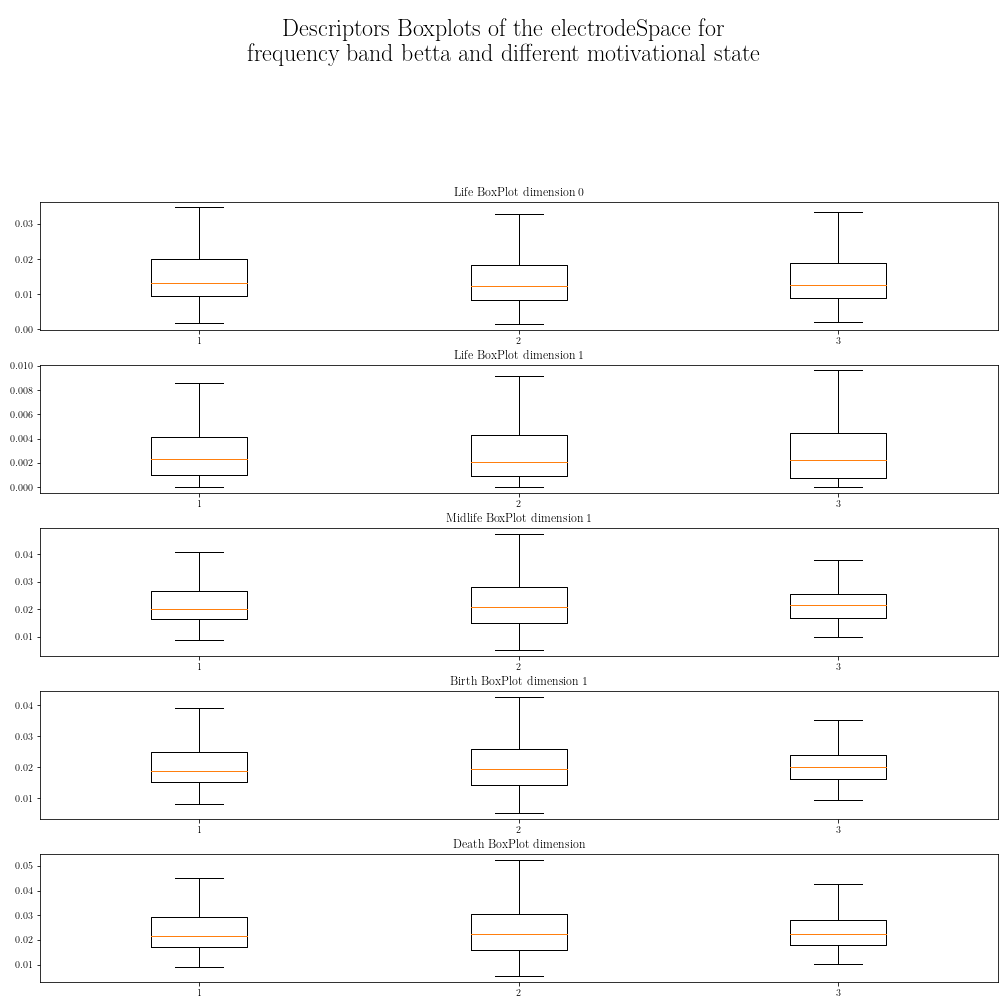 Descriptors Boxplots of the electrodeSpace for
frequency band betta and different motivational state
Life BoxPlot dimension 0
0.03
0.02
0.01
0.00
1 2 3
Life BoxPlot dimension 1
0.010
0.008
0.006
0.004
0.002
0.000
1 2 3
Midlife BoxPlot dimension 1
0.04
0.03
0.02
0.01
1 2 3
Birth BoxPlot dimension 1
0.04
0.03
0.02
0.01
1 2 3
Death BoxPlot dimension
0.05
0.04
0.03
0.02
0.01
1 2 3